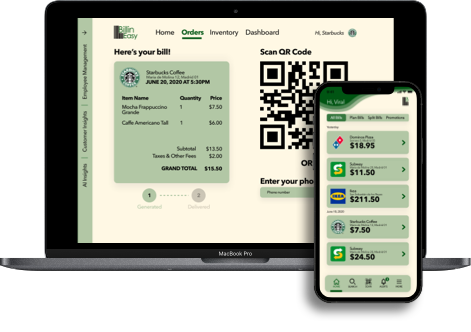 Billin
Easy
Home Orders Inventory Dashboard
Hi, Starbucks
Employee Management
Customer Insights
AI Insights
Here's your bill!
Starbucks Coffee
JUNE 20, 2020 at 5:30PM
Item Name Quantity Price
Mocha Frappuccino 1 $7.50
Grande
Caffe Americano Tall 1 $6.00
Subtotal $13.50
Taxes & Other Fees $2.00
GRAND TOTAL $15.50
1 2
Generated Delivered
Scan QR Code
OR
Enter your pho
Phone number
MacBook Pro
Hi, Viral
All Bills Plan Bills Split Bills Promotions
Yesterday
Dominos Pizza
$18.95
Subway
$11.50
Ikea
$211.50
Starbucks Coffee
$7.50
Subway
$24.50